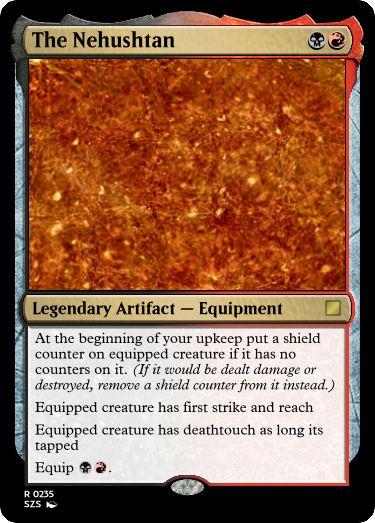 The Nehushtan
Legendary Artifact — Equipment
At the beginning of your upkeep put a shield
counter on equipped creature if it has no
counters on it. (If it would be dealt damage or
destroyed, remove a shield counter from it instead.)
Equipped creature has first strike and reach
Equipped creature has deathtouch as long its
tapped
Equip .
R 0235
SZS